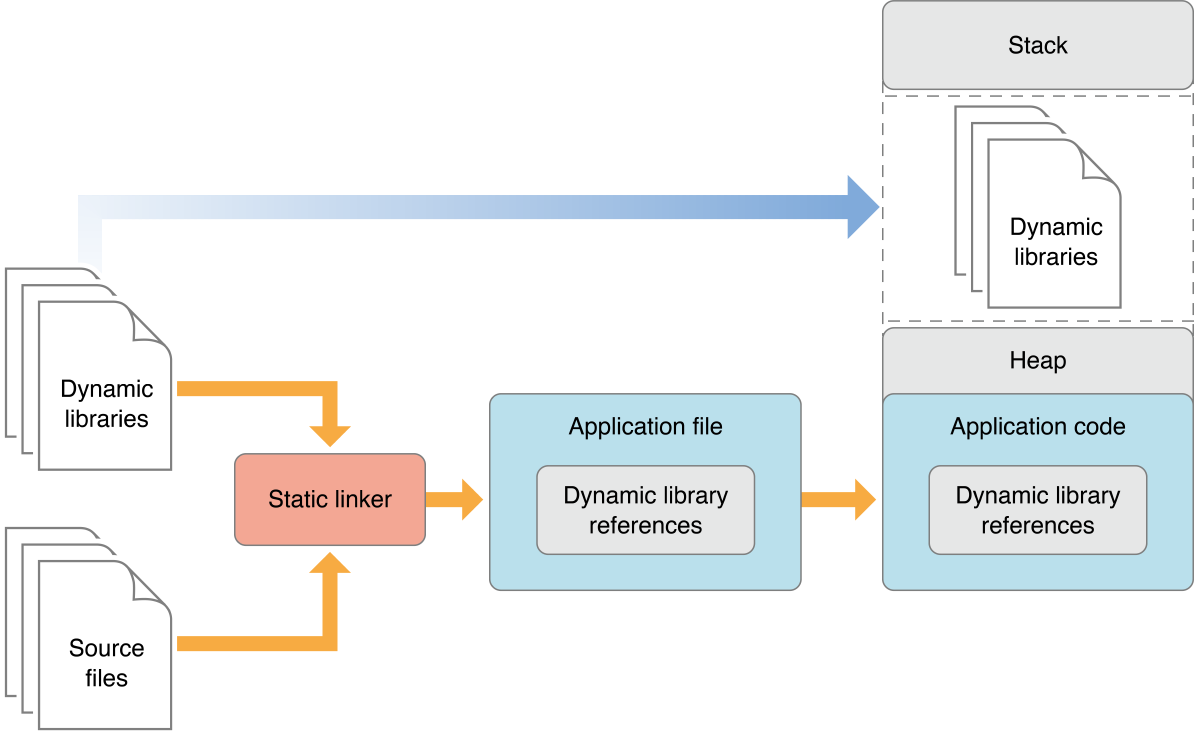 Stack
Dynamic
libraries
Dynamic
libraries
Heap
Application file
Application code
Static linker
Dynamic library
references
Dynamic library
references
Source
files